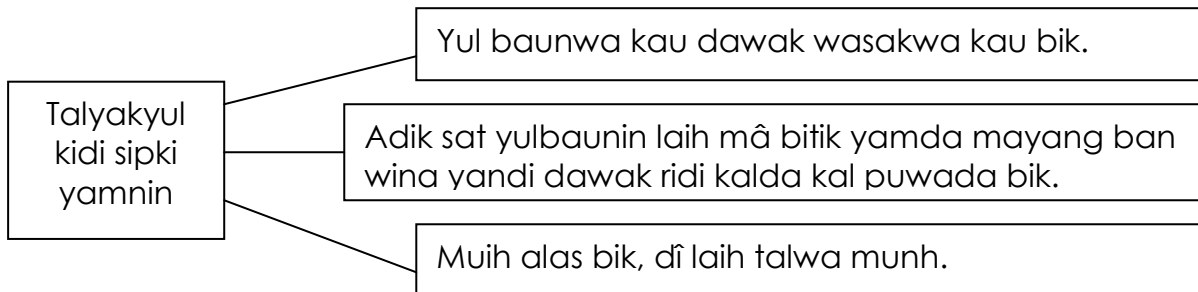 Talyakyul
kidi sipki
yamnin
Yul baunwa kau dawak wasakwa kau bik.
Adik sat yulbaunin laih mâ bitik yamda mayang ban
wina yandi dawak ridi kalda kal puwada bik.
Muih alas bik, dî laih talwa munh.